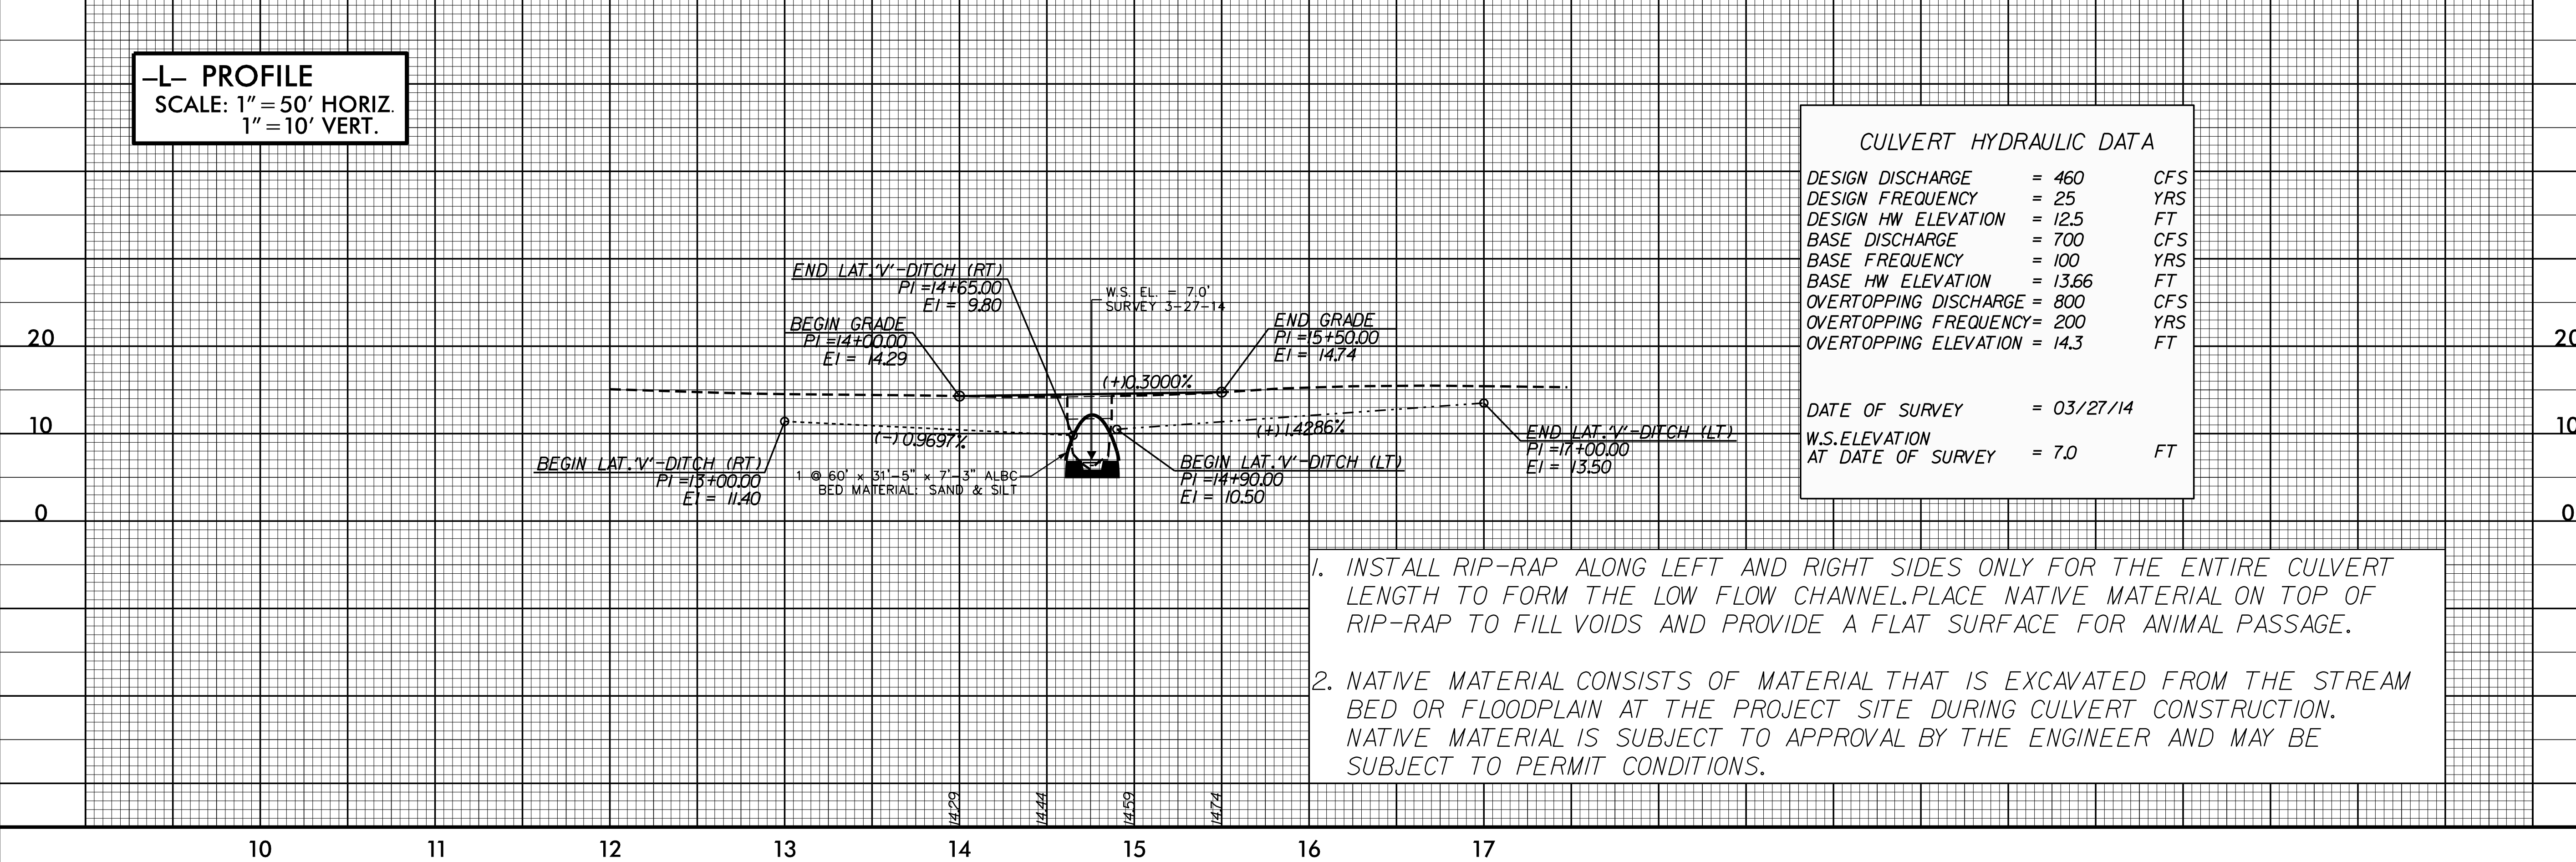 –L– PROFILE
SCALE: 1"=50' HORIZ.
1"=10' VERT.
CULVERT HYDRAULIC DATA
DESIGN DISCHARGE = 460 CFS
DESIGN FREQUENCY = 25 YRS
DESIGN HW ELEVATION = 12.5 FT
BASE DISCHARGE = 700 CFS
BASE FREQUENCY = 100 YRS
BASE HW ELEVATION = 13.66 FT
OVERTOPPING DISCHARGE = 800 CFS
OVERTOPPING FREQUENCY = 200 YRS
OVERTOPPING ELEVATION = 14.3 FT
DATE OF SURVEY = 03/27/14
W.S.ELEVATION
AT DATE OF SURVEY = 7.0 FT
END LAT.'V'-DITCH (RT)
PI =14+65.00
El = 9.80
W.S. EL. = 7.0'
SURVEY 3-27-14
BEGIN GRADE
PI =14+00.00
El = 14.29
END GRADE
PI =15+50.00
El = 14.74
(+)0.3000%
(-)0.9697%
(+)1.4286%
BEGIN LAT.'V'-DITCH (RT)
PI =13+00.00
El = 11.40
1 @ 60' x 31'-5" x 7'-3" ALBC
BED MATERIAL: SAND & SILT
BEGIN LAT.'V'-DITCH (LT)
PI =14+90.00
El = 10.50
END LAT.'V'-DITCH (LT)
PI =17+00.00
El = 13.50
20
10
0
20
10
0
1. INSTALL RIP-RAP ALONG LEFT AND RIGHT SIDES ONLY FOR THE ENTIRE CULVERT
LENGTH TO FORM THE LOW FLOW CHANNEL.PLACE NATIVE MATERIAL ON TOP OF
RIP-RAP TO FILL VOIDS AND PROVIDE A FLAT SURFACE FOR ANIMAL PASSAGE.
2. NATIVE MATERIAL CONSISTS OF MATERIAL THAT IS EXCAVATED FROM THE STREAM
BED OR FLOODPLAIN AT THE PROJECT SITE DURING CULVERT CONSTRUCTION.
NATIVE MATERIAL IS SUBJECT TO APPROVAL BY THE ENGINEER AND MAY BE
SUBJECT TO PERMIT CONDITIONS.
14.29 14.44 14.59 14.74
10 11 12 13 14 15 16 17